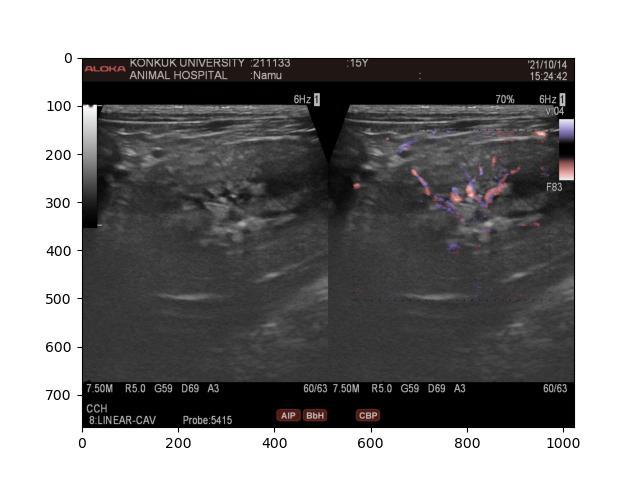 ALOKA
KONKUK UNIVERSITY :211133 :15Y '21/10/14
ANIMAL HOSPITAL :Namu : 15:24:42
6Hz 1 70% 6Hz 1
V:04
F83
7.50M R5.0 G59 D69 A3 60/63 7.50M R5.0 G59 D69 A3 60/63
CCH
8:LINEAR-CAV Probe:5415 AIP BbH CBP
0
100
200
300
400
500
600
700
0 200 400 600 800 1000